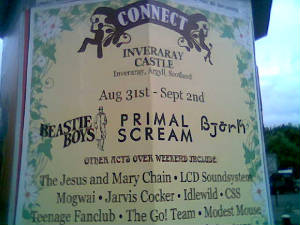 CONNECT
INVERARAY
CASTLE
Inveraray, Argyll, Scotland
Aug 31st - Sept 2nd
BEASTIE BOYS
PRIMAL SCREAM
Björk
OTHER ACTS OVER WEEKEND INCLUDE
The Jesus and Mary Chain • LCD Soundsystem
Mogwai • Jarvis Cocker • Idlewild • CSS
Teenage Fanclub • The Go! Team • Modest Mouse